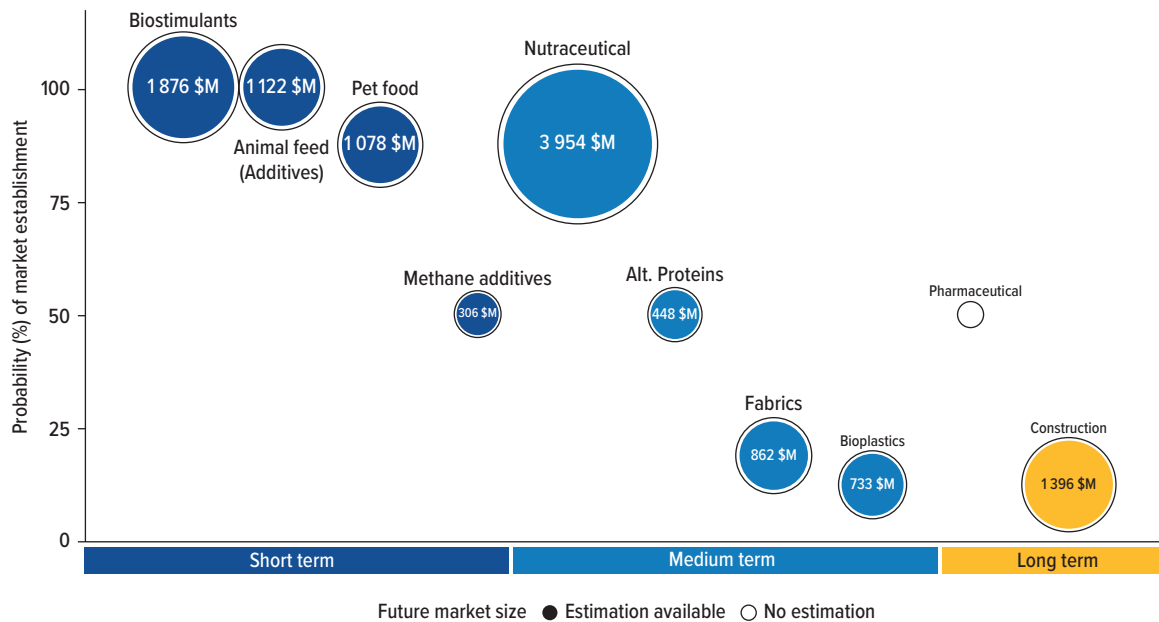 Biostimulants
1 876 $M
1 122 $M
Animal feed
(Additives)
Pet food
1 078 $M
Nutraceutical
3 954 $M
Methane additives
306 $M
Alt. Proteins
448 $M
Pharmaceutical
Fabrics
862 $M
Bioplastics
733 $M
Construction
1 396 $M
Probability (%) of market establishment
100
75
50
25
0
Short term
Medium term
Long term
Future market size
Estimation available
No estimation